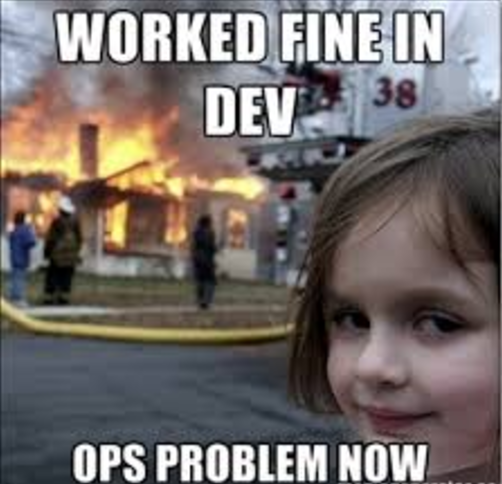 WORKED FINE IN
DEV
38
OPS PROBLEM NOW